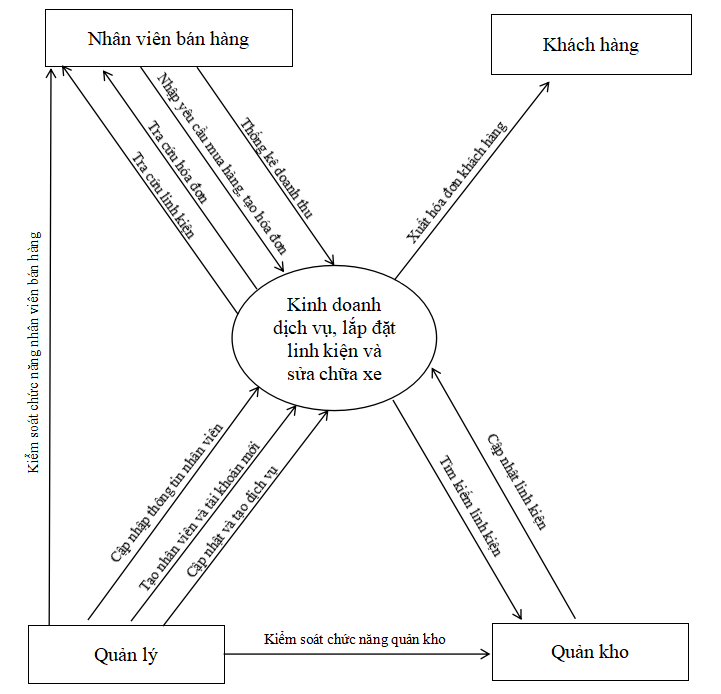 Nhân viên bán hàng
Khách hàng
Nhập yêu cầu mua hàng, tạo hóa đơn
Thống kê doanh thu
Tra cứu hóa đơn
Tra cứu linh kiện
Xuất hóa đơn khách hàng
Kiểm soát chức năng nhân viên bán hàng
Kinh doanh
dịch vụ, lắp đặt
linh kiện và
sửa chữa xe
Cập nhập thông tin nhân viên
Tạo nhân viên và tài khoản mới
Cập nhật và tạo dịch vụ
Tìm kiếm linh kiện
Cập nhật linh kiện
Quản lý
Kiểm soát chức năng quản kho
Quản kho